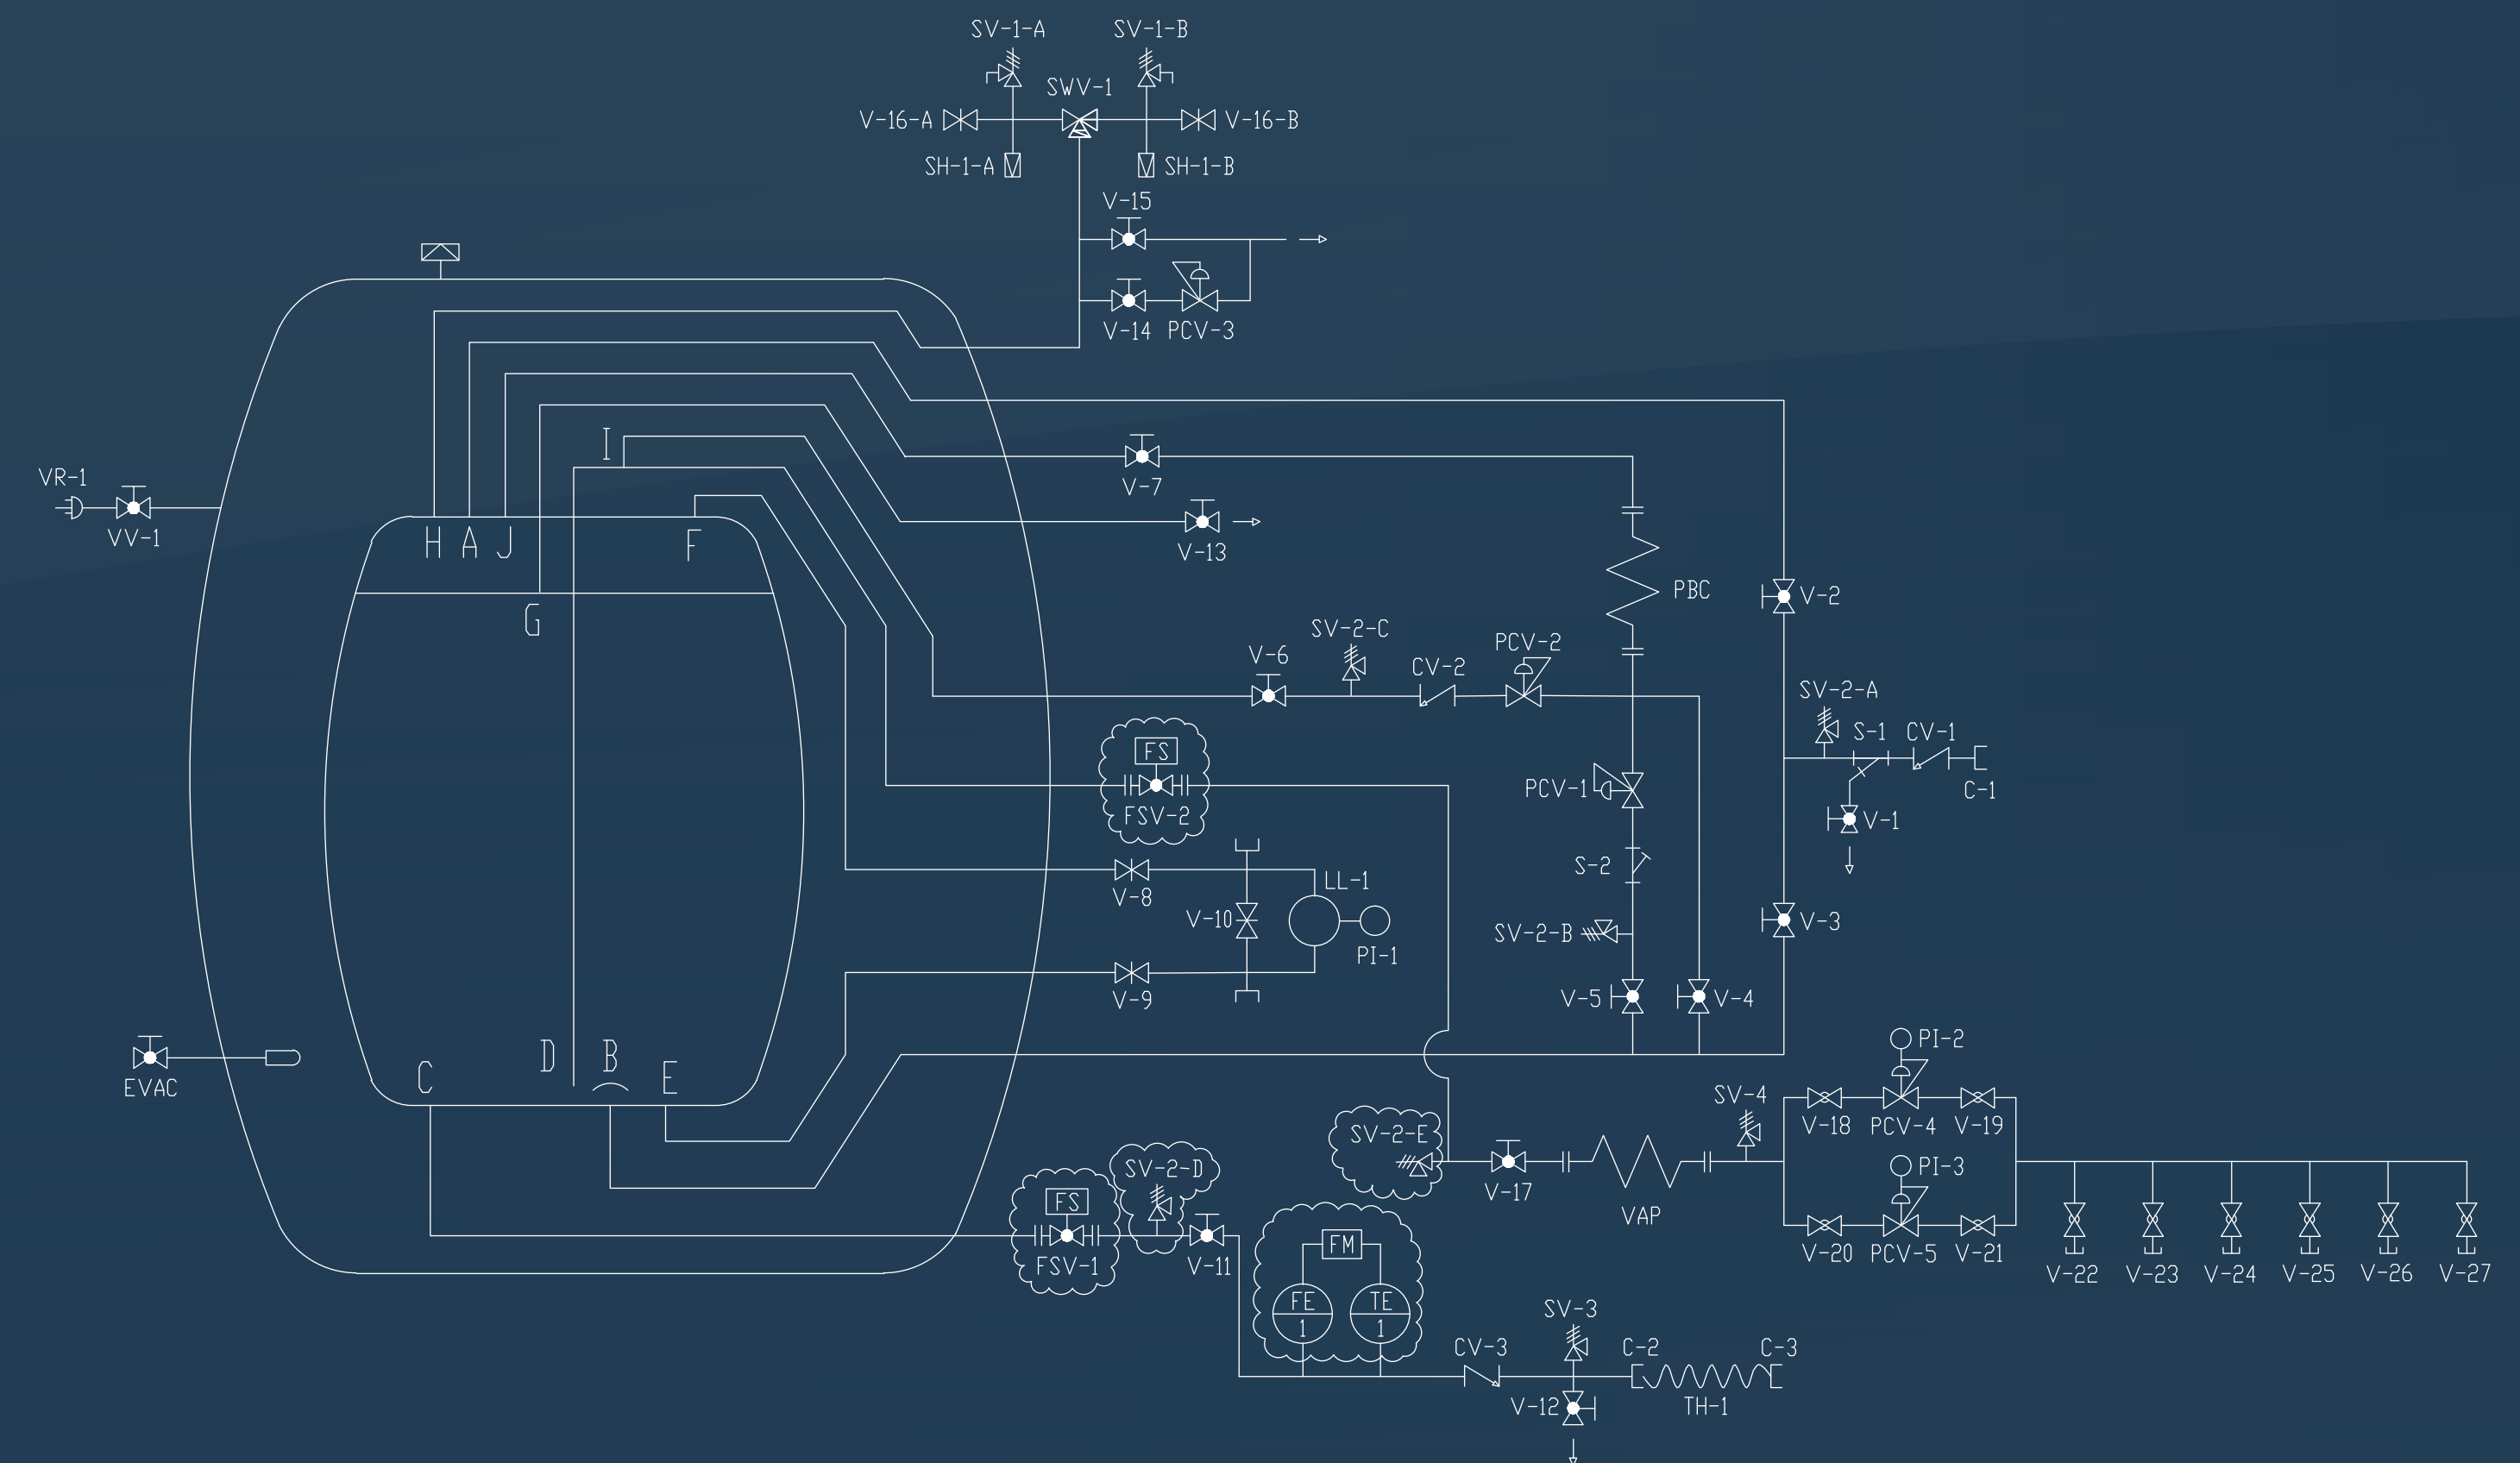 SV-1-A
SV-1-B
SWV-1
V-16-A
V-16-B
SH-1-A
SH-1-B
V-15
V-14
PCV-3
I
VR-1
VV-1
V-7
H
A
J
F
V-13
G
PBC
V-2
SV-2-C
PCV-2
V-6
CV-2
SV-2-A
S-1
CV-1
FS
PCV-1
C-1
FSV-2
V-1
S-2
LL-1
V-8
V-10
V-3
SV-2-B
PI-1
V-9
V-5
V-4
D
B
PI-2
C
E
EVAC
SV-4
V-18
PCV-4
V-19
SV-2-E
SV-2-D
PI-3
V-17
FS
VAP
FM
V-20
PCV-5
V-21
FSV-1
V-11
V-22
V-23
V-24
V-25
V-26
V-27
FE
1
TE
1
SV-3
CV-3
C-2
C-3
V-12
TH-1